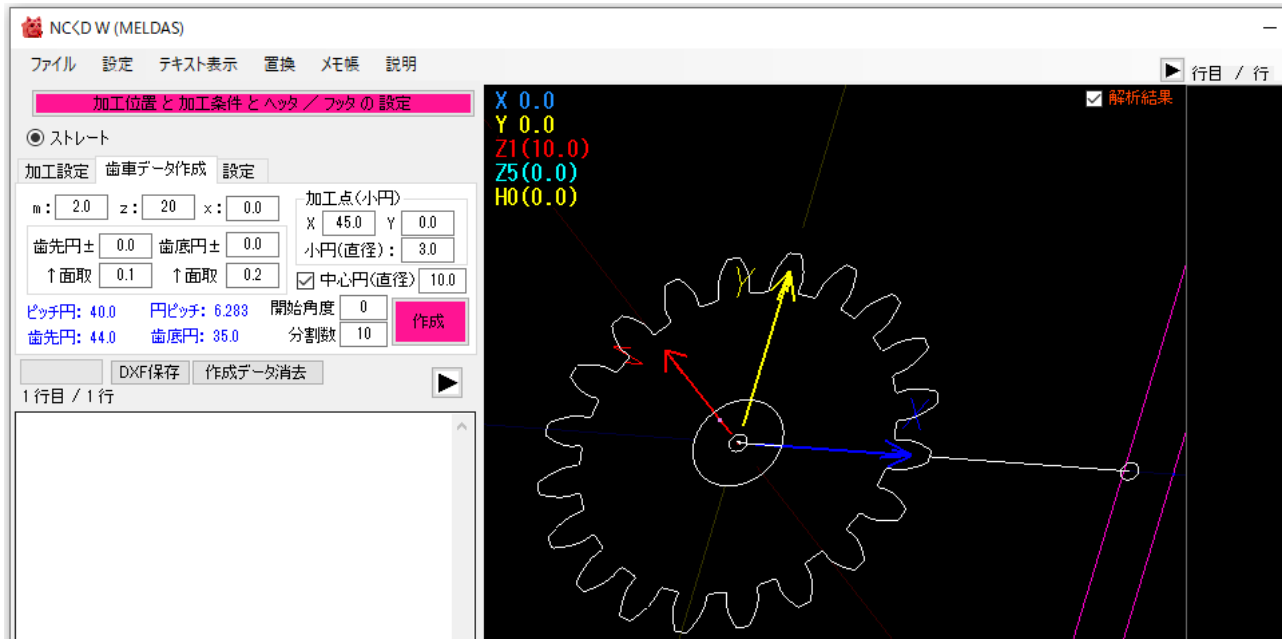 NCくD W (MELDAS)
ファイル 設定 テキスト表示 置換 メモ帳 説明
▶ 行目 / 行
加工位置 と 加工条件 と ヘッダ / フッタ の 設定
ストレート
加工設定 歯車データ作成 設定
m: 2.0 z: 20 x: 0.0
加工点(小円)
X 45.0 Y 0.0
歯先円± 0.0 歯底円± 0.0
小円(直径): 3.0
↑面取 0.1 ↑面取 0.2
中心円(直径) 10.0
ピッチ円: 40.0 円ピッチ: 6.283
開始角度 0
作成
歯先円: 44.0 歯底円: 35.0
分割数 10
DXF保存 作成データ消去
1行目 / 1行
▶
X 0.0
Y 0.0
Z1(10.0)
Z5(0.0)
H0(0.0)
解析結果
Y
Z
X